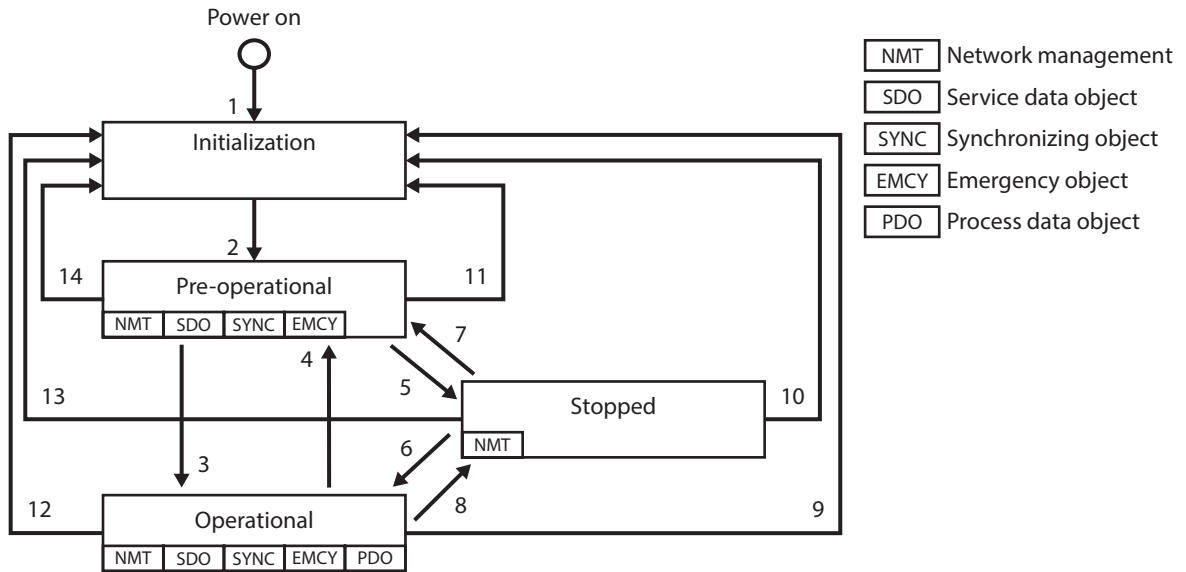 Power on
1
Initialization
2
14
11
Pre-operational
NMT SDO SYNC EMCY
4
7
5
13
10
Stopped
NMT
6
3
8
12
9
Operational
NMT SDO SYNC EMCY PDO
NMT Network management
SDO Service data object
SYNC Synchronizing object
EMCY Emergency object
PDO Process data object